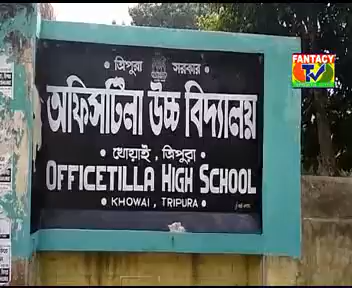 ত্রিপুরা সরকার
অফিসটিলা উচ্চ বিদ্যালয়
খোয়াই, ত্রিপুরা
OFFICETILLA HIGH SCHOOL
KHOWAI, TRIPURA
FANTACY
TV